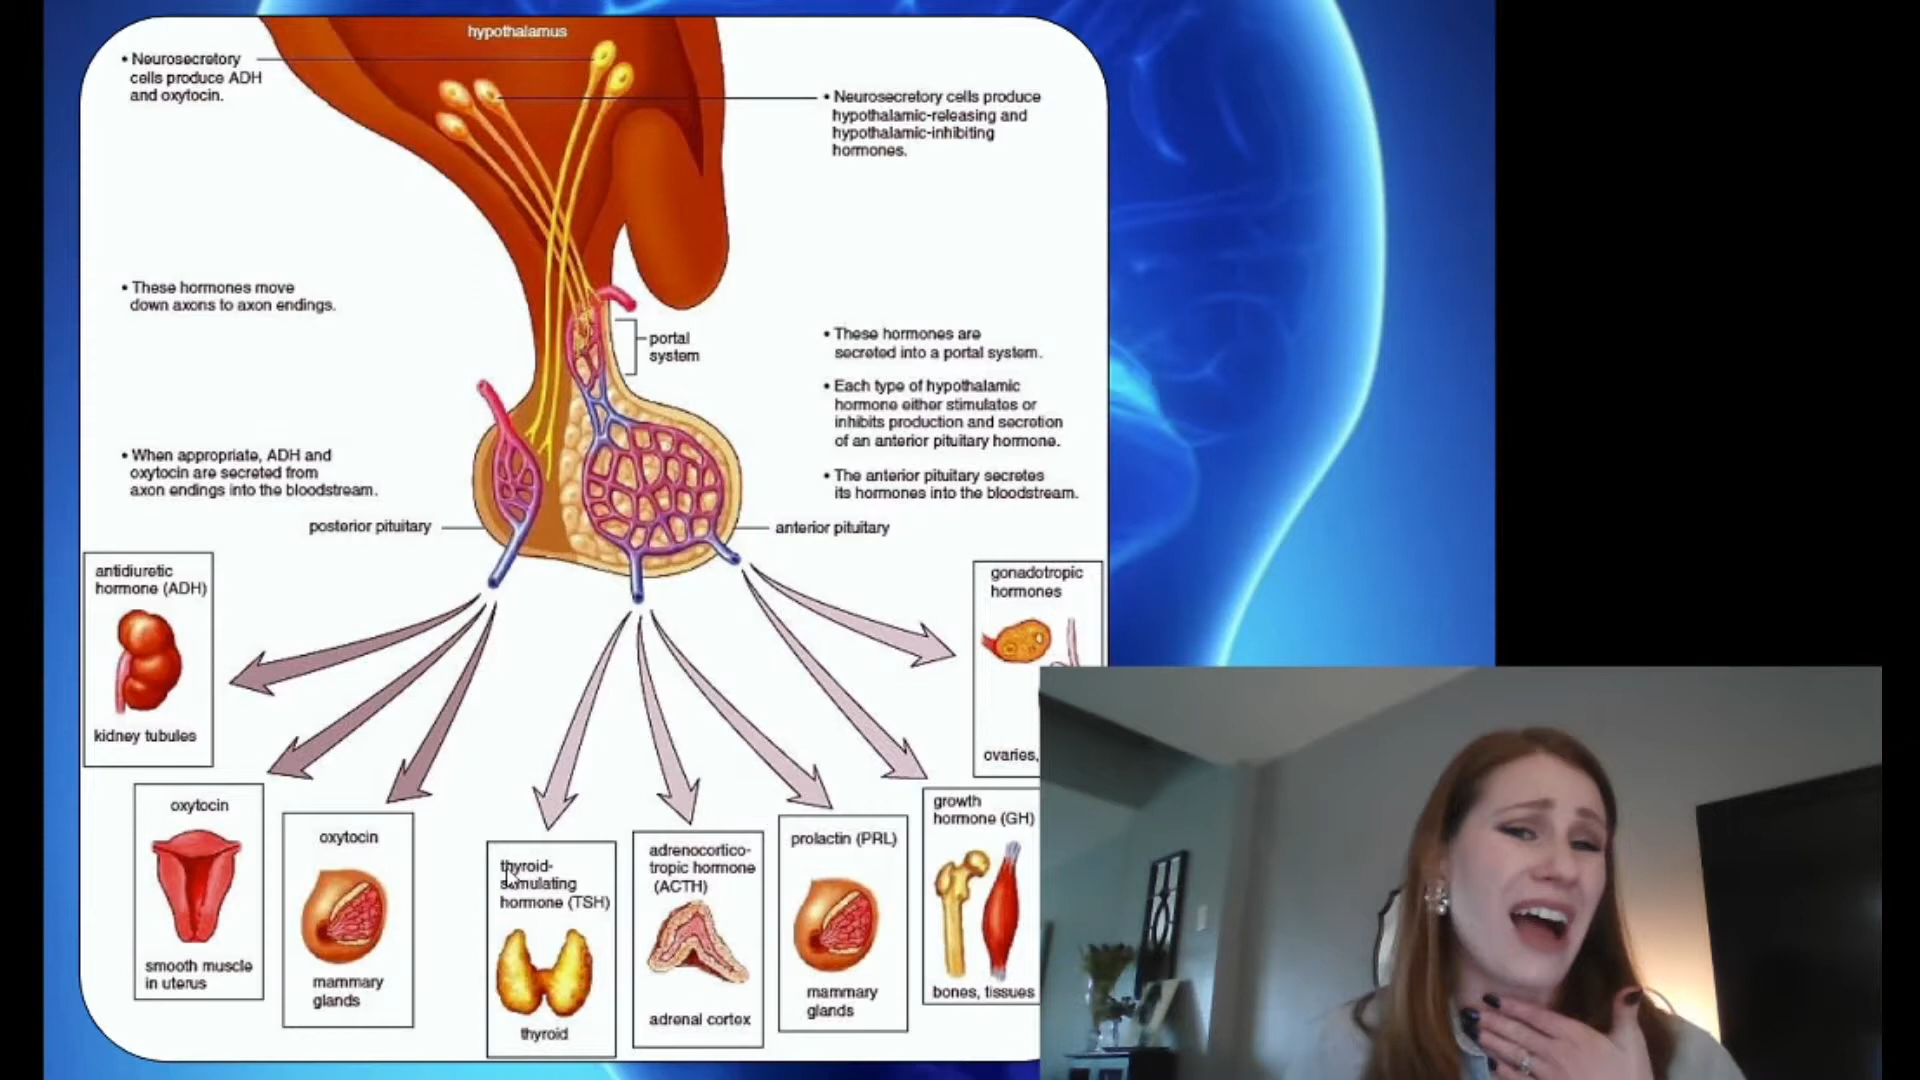 hypothalamus
• Neurosecretory
cells produce ADH
and oxytocin.
• Neurosecretory cells produce
hypothalamic-releasing and
hypothalamic-inhibiting
hormones.
• These hormones move
down axons to axon endings.
portal
system
• These hormones are
secreted into a portal system.
• Each type of hypothalamic
hormone either stimulates or
inhibits production and secretion
of an anterior pituitary hormone.
• When appropriate, ADH and
oxytocin are secreted from
axon endings into the bloodstream.
• The anterior pituitary secretes
its hormones into the bloodstream.
posterior pituitary
anterior pituitary
antidiuretic
hormone (ADH)
kidney tubules
gonadotropic
hormones
ovaries,
oxytocin
smooth muscle
in uterus
oxytocin
mammary
glands
thyroid-
stimulating
hormone (TSH)
thyroid
adrenocortico-
tropic hormone
(ACTH)
adrenal cortex
prolactin (PRL)
mammary
glands
growth
hormone (GH)
bones, tissues